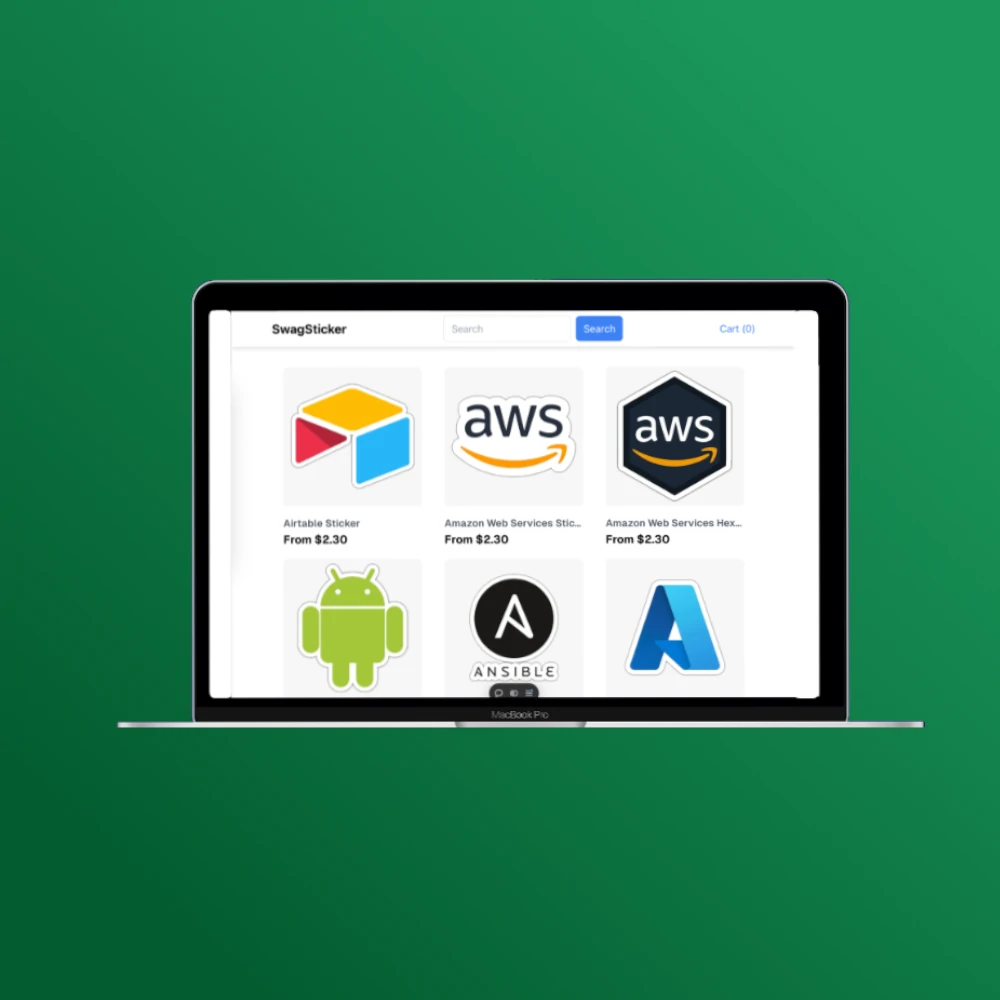 SwagSticker
Search
Search
Cart (0)
aws
aws
Airtable Sticker
Amazon Web Services Stic...
Amazon Web Services Hex...
From $2.30
From $2.30
From $2.30
ANSIBLE
MacBook Pro